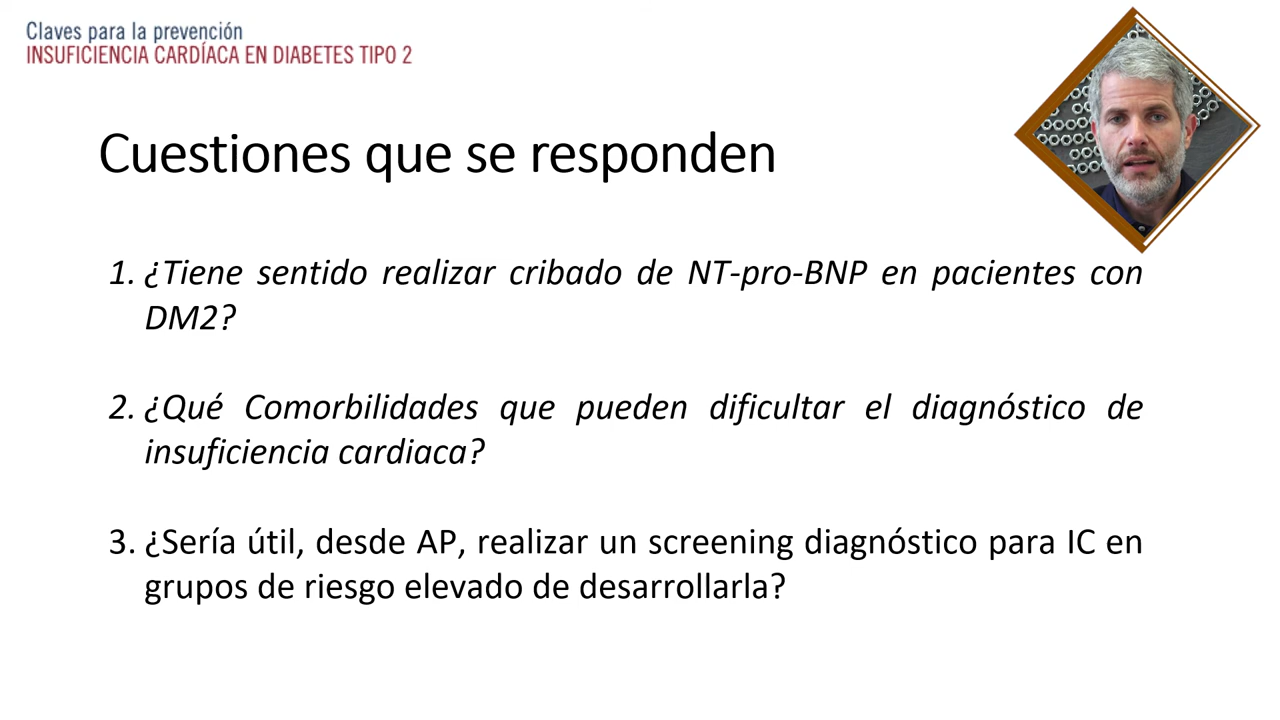 Claves para la prevención
INSUFICIENCIA CARDÍACA EN DIABETES TIPO 2
Cuestiones que se responden
1. ¿Tiene sentido realizar cribado de NT-pro-BNP en pacientes con
DM2?
2. ¿Qué Comorbilidades que pueden dificultar el diagnóstico de
insuficiencia cardiaca?
3. ¿Sería útil, desde AP, realizar un screening diagnóstico para IC en
grupos de riesgo elevado de desarrollarla?